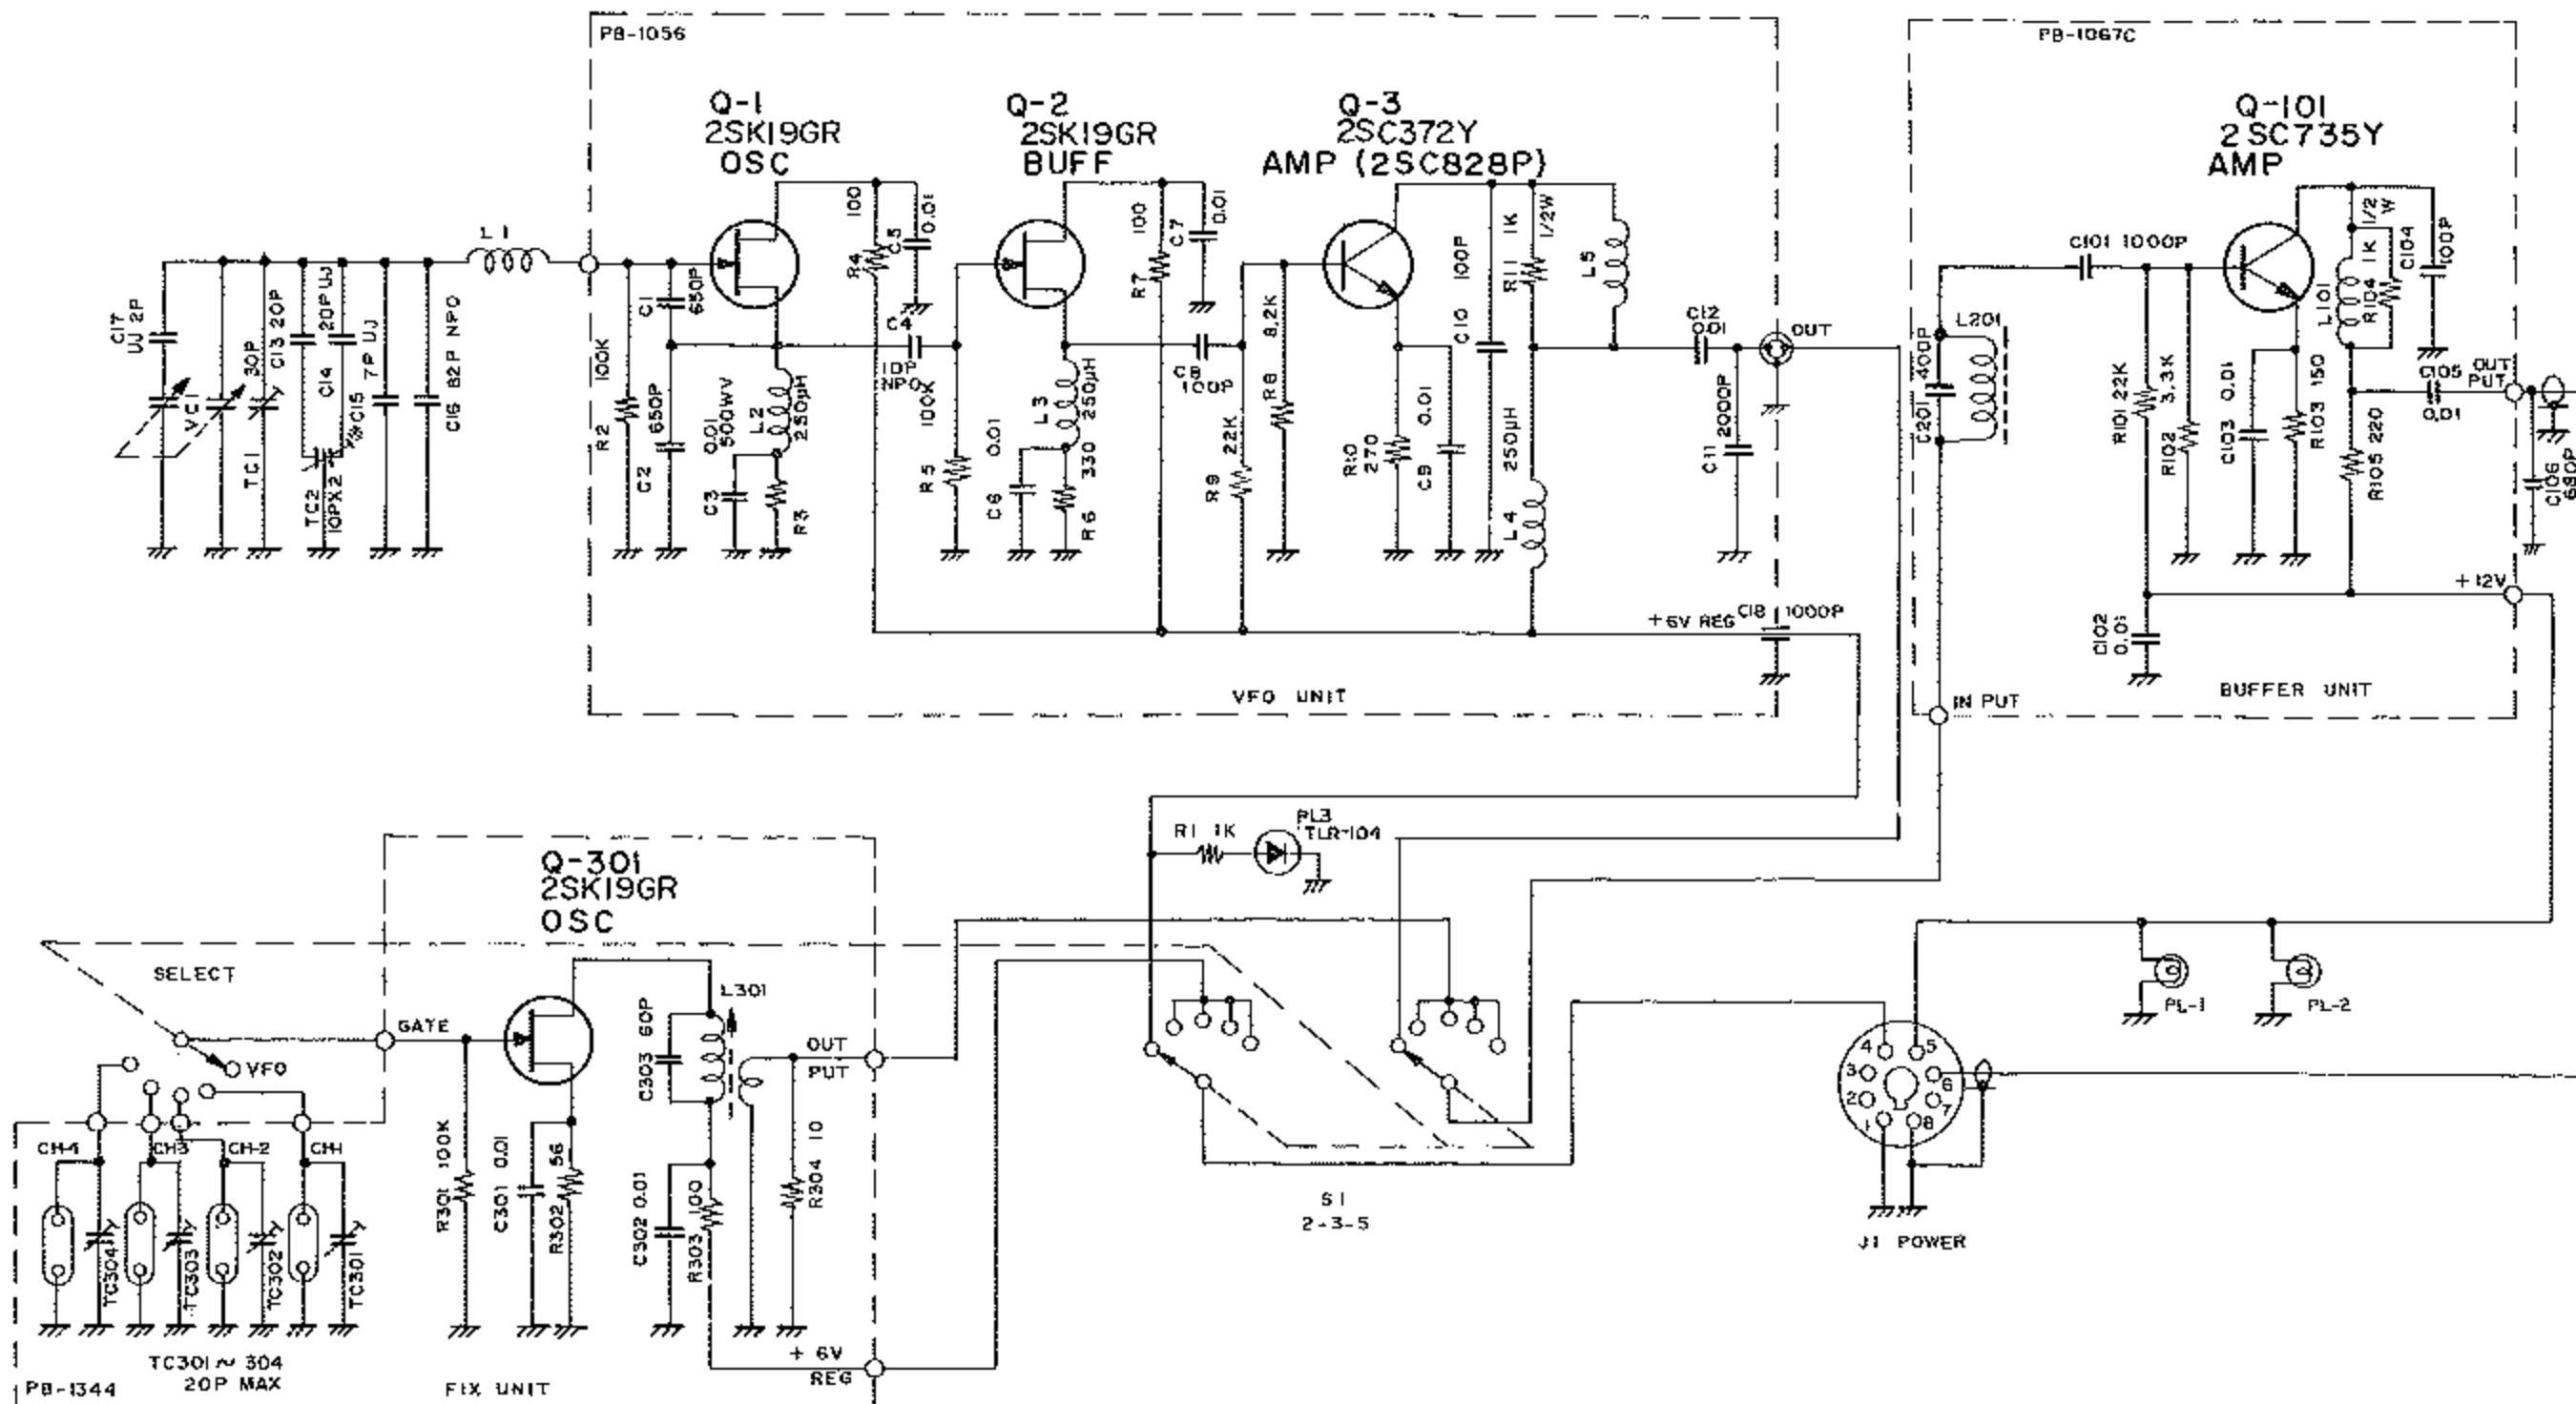 PB-1056
PB-1067C
Q-1
2SK19GR
OSC
Q-2
2SK19GR
BUFF
Q-3
2SC372Y
AMP (2SC828P)
Q-101
2SC735Y
AMP
L1
C17
UJ 2P
VC1
30P
TC1
C13 20P
C14
20P UJ
TC2
10PX2
C15
7P UJ
C16 82P NPO
R2 100K
C1
650P
C2
650P
C3
0.01
500WV
L2
250μH
R3
R4
100
C5
0.01
C4
10P
NPO
R5
100K
C6
0.01
L3
250μH
R6
330
R7
100
C7
0.01
C8
100P
R9
22K
R8
8.2K
R10
270
C9
0.01
C10
100P
R11 1K
1/2W
L5
L4
250μH
C12
0.01
C11 2000P
OUT
+6V REG
C18 1000P
VFO UNIT
C101 1000P
L201
C201 400P
R101 22K
R102 3.3K
C103 0.01
R103 150
L101
R104 1K
1/2
W
C104
100P
C105
0.01
OUT
PUT
R105 220
C106
680P
+12V
C102
0.01
BUFFER UNIT
IN PUT
R1 1K
PL3
TLR-104
Q-301
2SK19GR
OSC
SELECT
VFO
GATE
CH-4
CH-3
CH-2
CH-1
TC304
TC303
TC302
TC301
R301 100K
C301 0.01
R302 56
C303 60P
L301
C302 0.01
R303 100
R304 10
OUT
PUT
+ 6V
REG
TC301~304
20P MAX
PB-1344
FIX UNIT
S1
2-3-5
4
5
3
6
2
7
1
8
J1 POWER
PL-1
PL-2